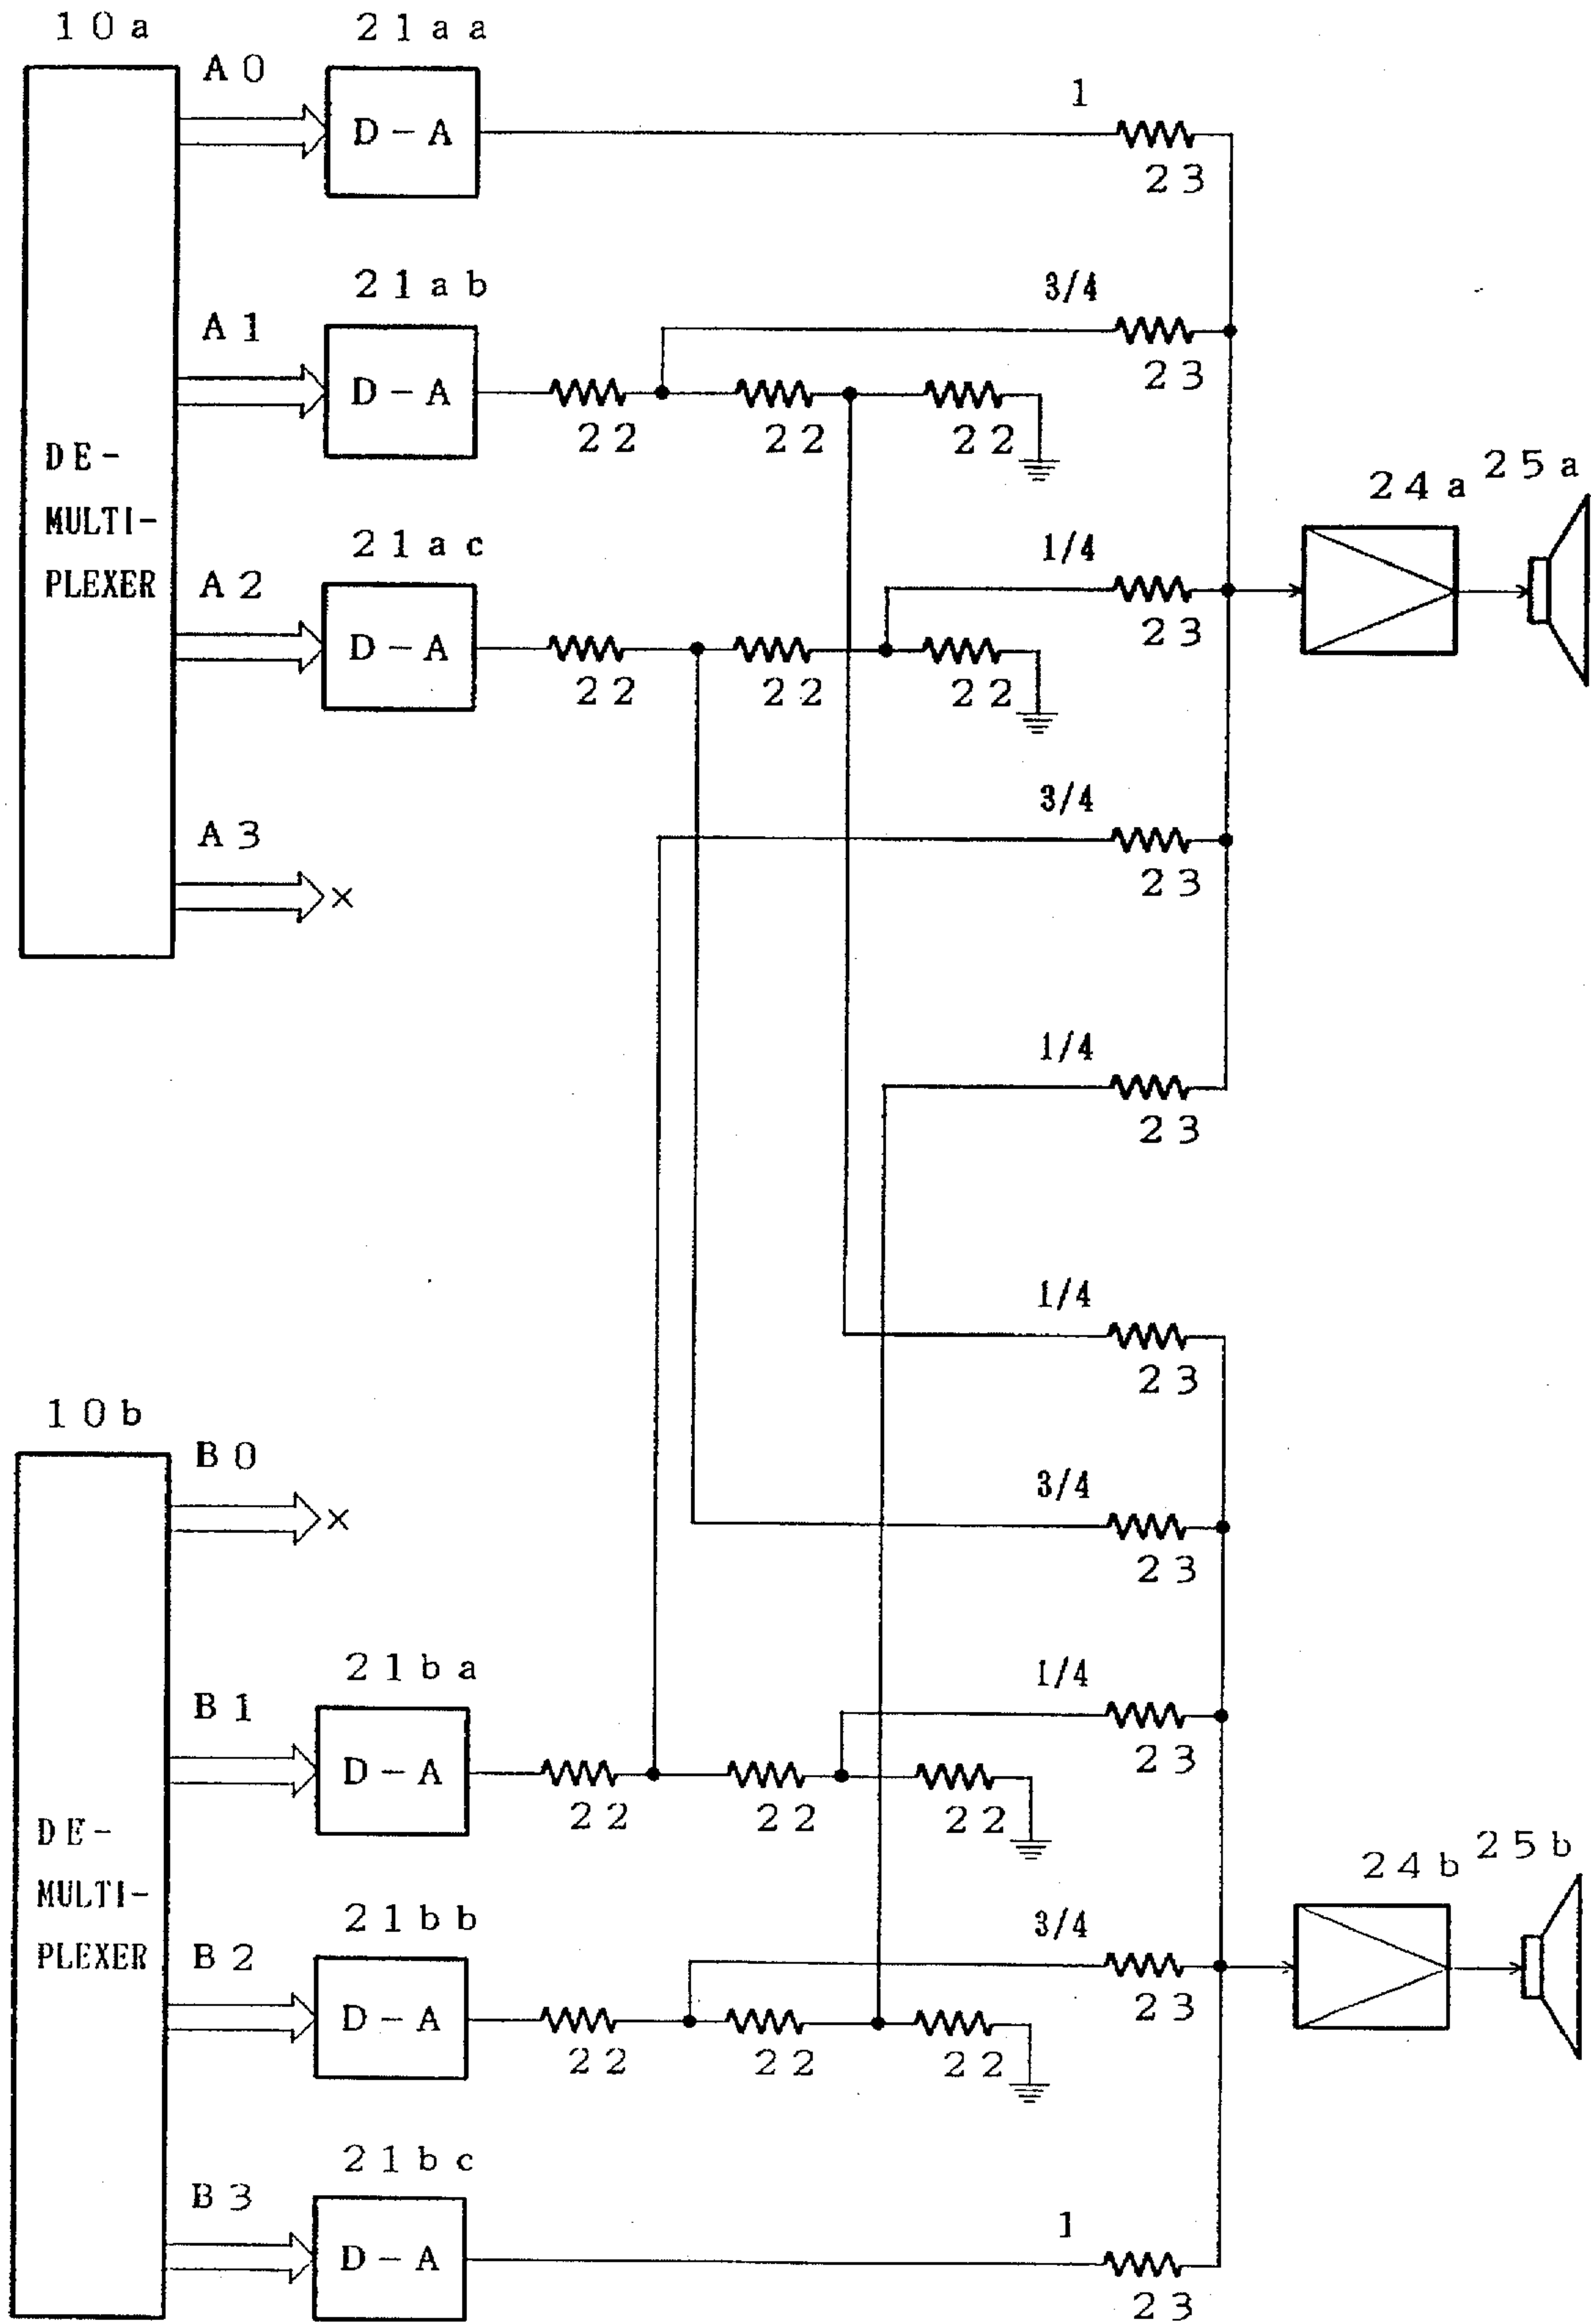 10a
21aa
A0
D-A
1
23
21ab
3/4
A1
D-A
23
22
22
22
DE-
MULTI-
PLEXER
21ac
1/4
24a
25a
A2
D-A
23
22
22
22
3/4
A3
23
×
1/4
23
1/4
23
10b
B0
3/4
×
23
21ba
1/4
B1
D-A
23
22
22
22
DE-
MULTI-
PLEXER
21bb
3/4
24b
25b
B2
D-A
23
22
22
22
21bc
B3
D-A
1
23